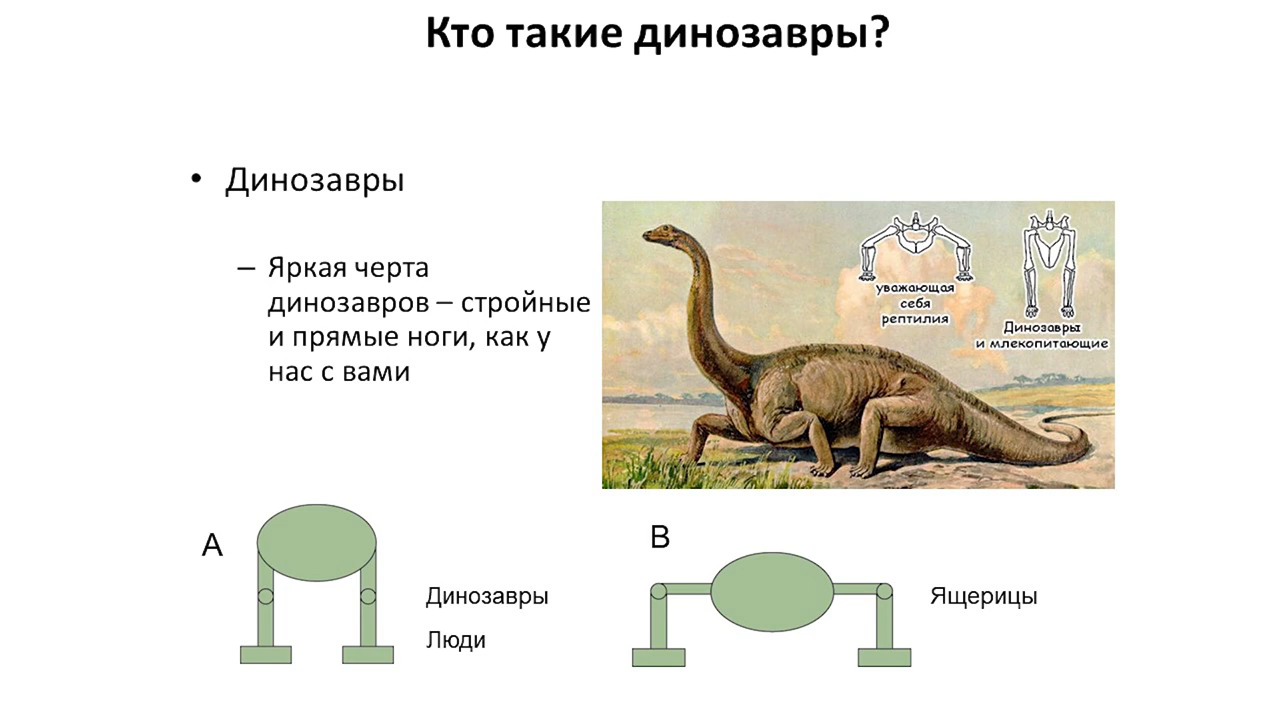 Кто такие динозавры?
• Динозавры
– Яркая черта
динозавров – стройные
и прямые ноги, как у
нас с вами
уважающая
себя
рептилия
Динозавры
и млекопитающие
A
Динозавры
Люди
B
Ящерицы